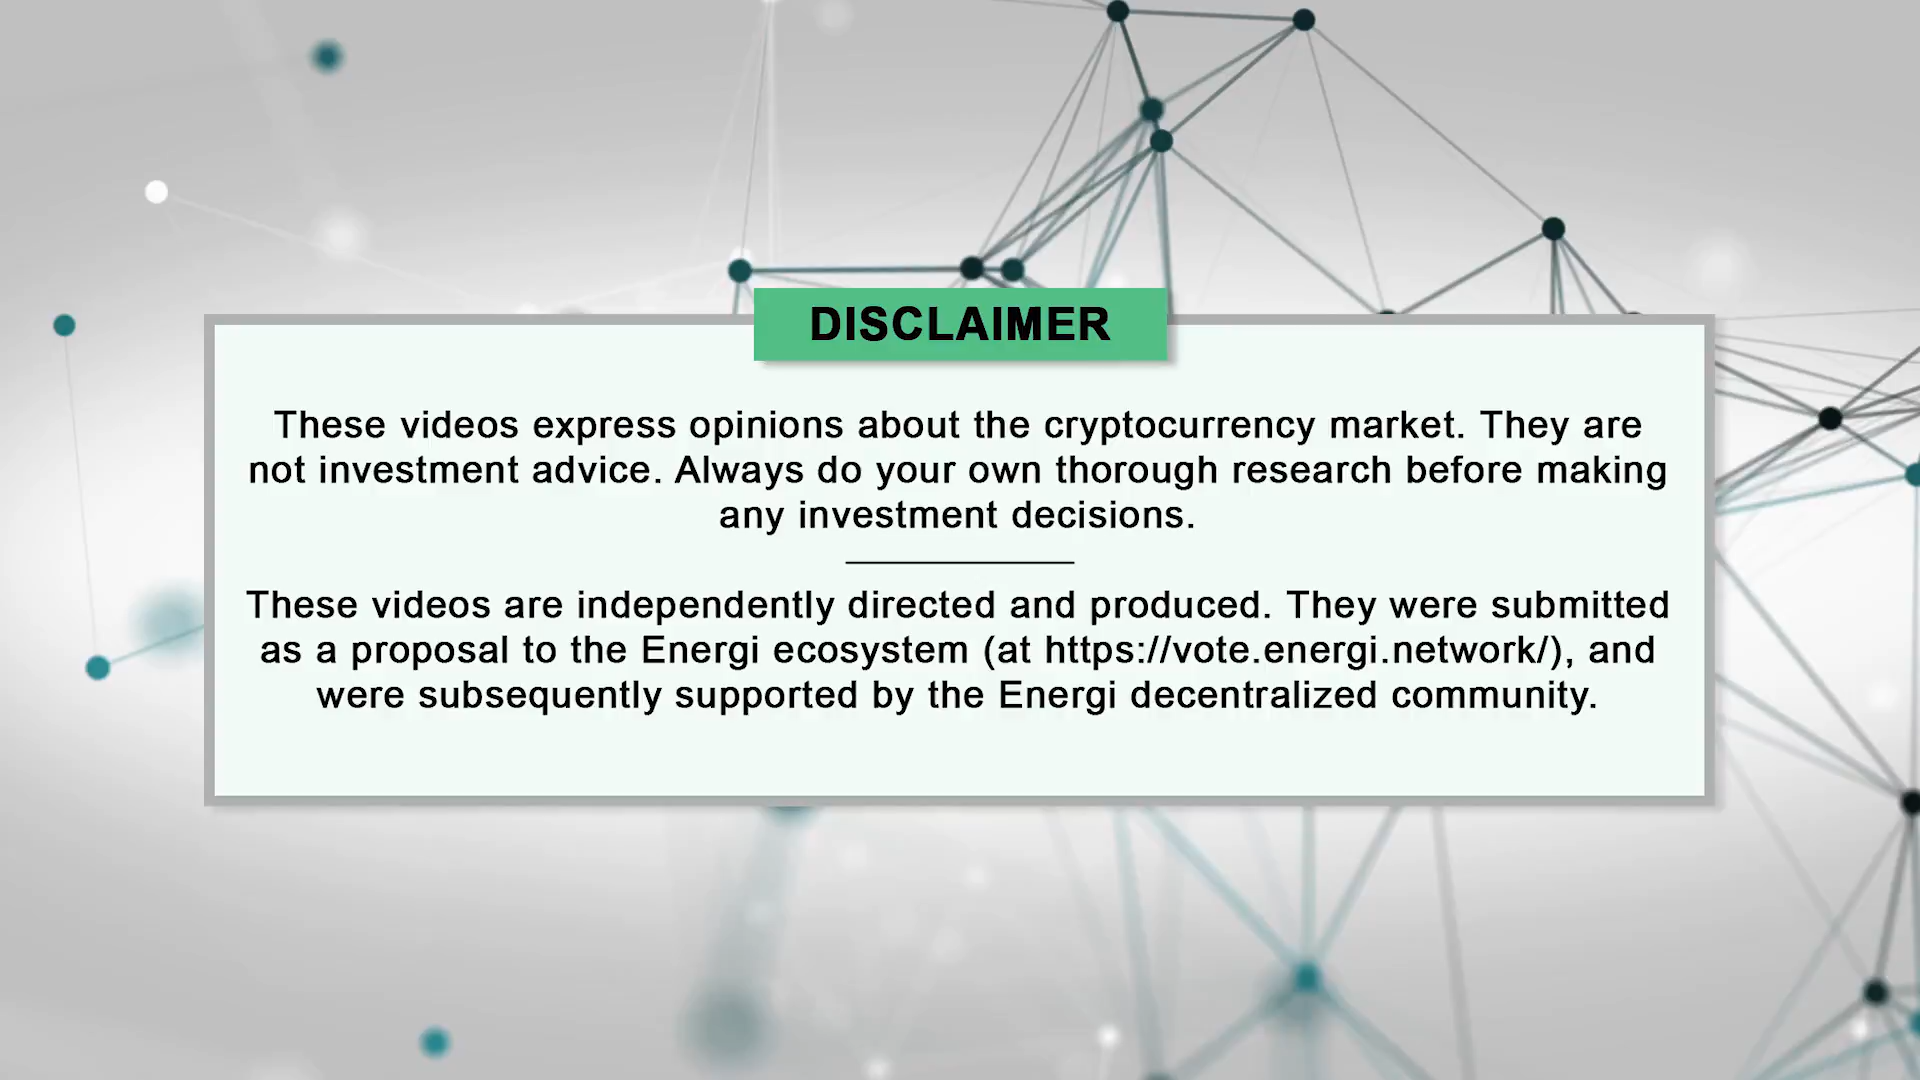 DISCLAIMER
These videos express opinions about the cryptocurrency market. They are
not investment advice. Always do your own thorough research before making
any investment decisions.
These videos are independently directed and produced. They were submitted
as a proposal to the Energi ecosystem (at https://vote.energi.network/), and
were subsequently supported by the Energi decentralized community.